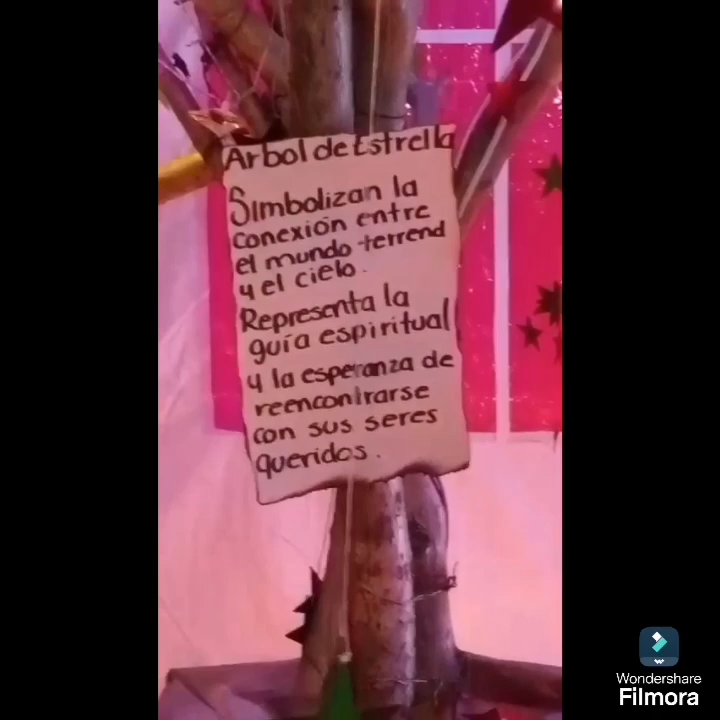 Arbol de Estrella
Simbolizan la
conexión entre
el mundo terrend
y el cielo.
Representa la
guía espiritual
y la esperanza de
reencontrarse
con sus seres
queridos.
Wondershare
Filmora